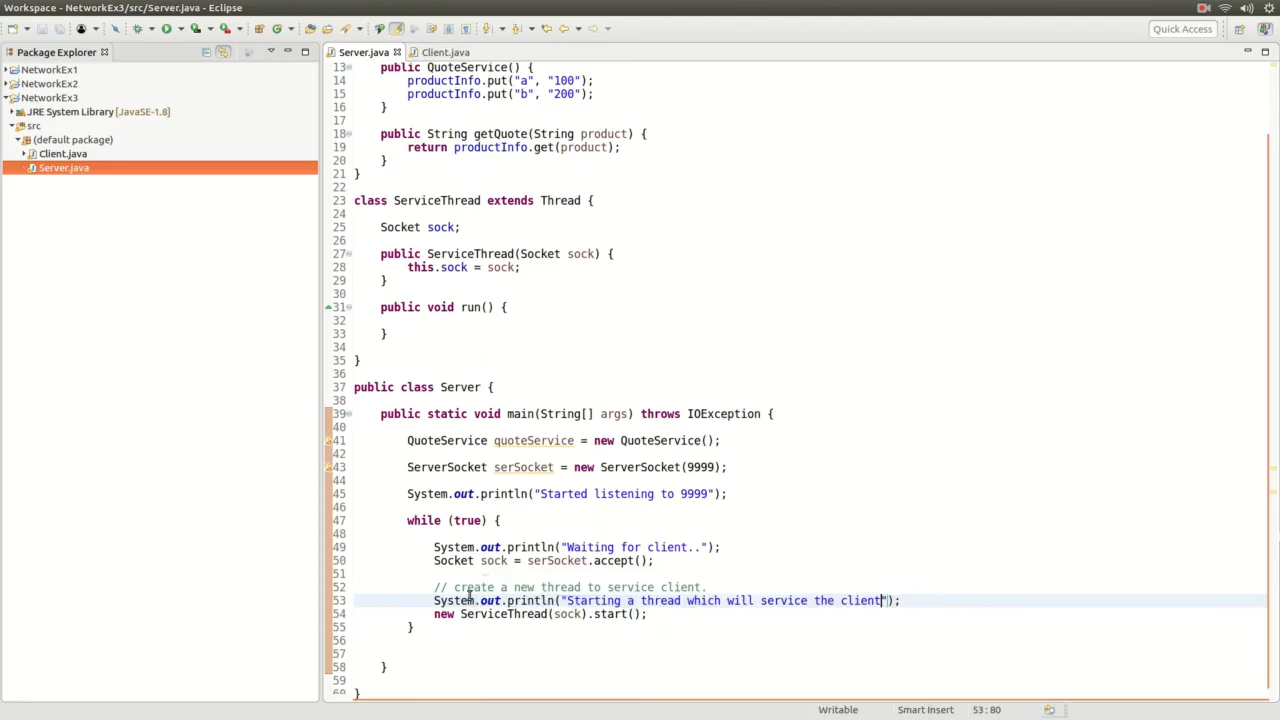 Workspace - NetworkEx3/src/Server.java - Eclipse
Quick Access
Package Explorer
NetworkEx1
NetworkEx2
NetworkEx3
JRE System Library [JavaSE-1.8]
src
(default package)
Client.java
Server.java
Server.java
Client.java
13 public QuoteService() {
14 productInfo.put("a", "100");
15 productInfo.put("b", "200");
16 }
17
18 public String getQuote(String product) {
19 return productInfo.get(product);
20 }
21 }
22
23 class ServiceThread extends Thread {
24
25 Socket sock;
26
27 public ServiceThread(Socket sock) {
28 this.sock = sock;
29 }
30
31 public void run() {
32
33 }
34
35 }
36
37 public class Server {
38
39 public static void main(String[] args) throws IOException {
40
41 QuoteService quoteService = new QuoteService();
42
43 ServerSocket serSocket = new ServerSocket(9999);
44
45 System.out.println("Started listening to 9999");
46
47 while (true) {
48
49 System.out.println("Waiting for client..");
50 Socket sock = serSocket.accept();
51
52 // create a new thread to service client.
53 System.out.println("Starting a thread which will service the client");
54 new ServiceThread(sock).start();
55 }
56
57
58 }
59
60 }
Writable
Smart Insert
53 : 80